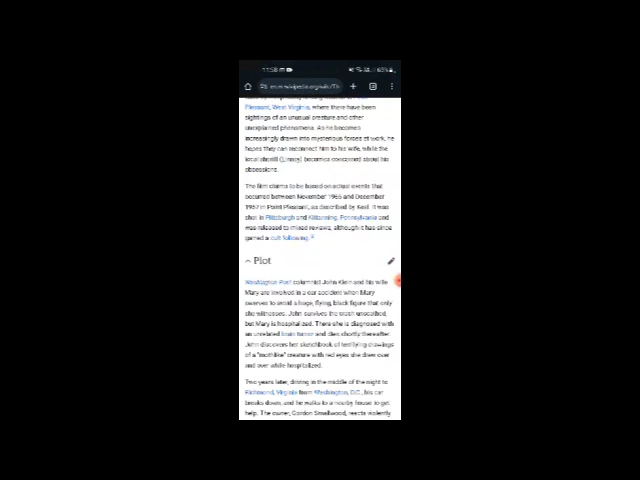 11:58
en.m.wikipedia.org/wiki/Th
Pleasant, West Virginia, where there have been
sightings of an unusual creature and other
unexplained phenomena. As he becomes
increasingly drawn into mysterious forces at work, he
hopes they can reconnect him to his wife, while the
local sheriff (Linney) becomes concerned about his
obsessions.
The film claims to be based on actual events that
occurred between November 1966 and December
1967 in Point Pleasant, as described by Keel. It was
shot in Pittsburgh and Kittanning, Pennsylvania and
was released to mixed reviews, although it has since
gained a cult following.
Plot
Washington Post columnist John Klein and his wife
Mary are involved in a car accident when Mary
swerves to avoid a huge, flying, black figure that only
she witnesses. John survives the crash unscathed,
but Mary is hospitalized. There she is diagnosed with
an unrelated brain tumor and dies shortly thereafter.
John discovers her sketchbook of terrifying drawings
of a "mothlike" creature with red eyes she drew over
and over while hospitalized.
Two years later, driving in the middle of the night to
Richmond, Virginia from Washington, D.C., his car
breaks down, and he walks to a nearby house to get
help. The owner, Gordon Smallwood, reacts violently